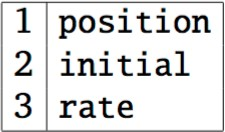 1 position
2 initial
3 rate